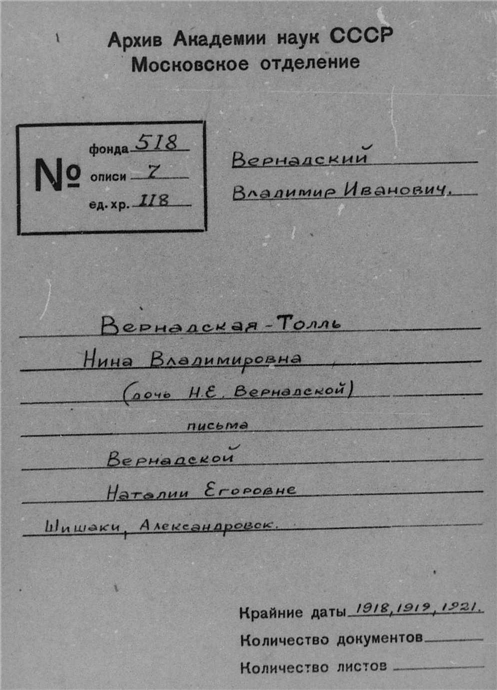 Архив Академии наук СССР
Московское отделение
№
фонда 518
описи 7
ед. хр. 118
Вернадский
Владимир Иванович.
Вернадская-Толль
Нина Владимировна
(дочь Н.Е. Вернадской)
письма
Вернадской
Наталии Егоровне
Шишаки, Александровск.
Крайние даты 1918, 1919, 1921.
Количество документов
Количество листов